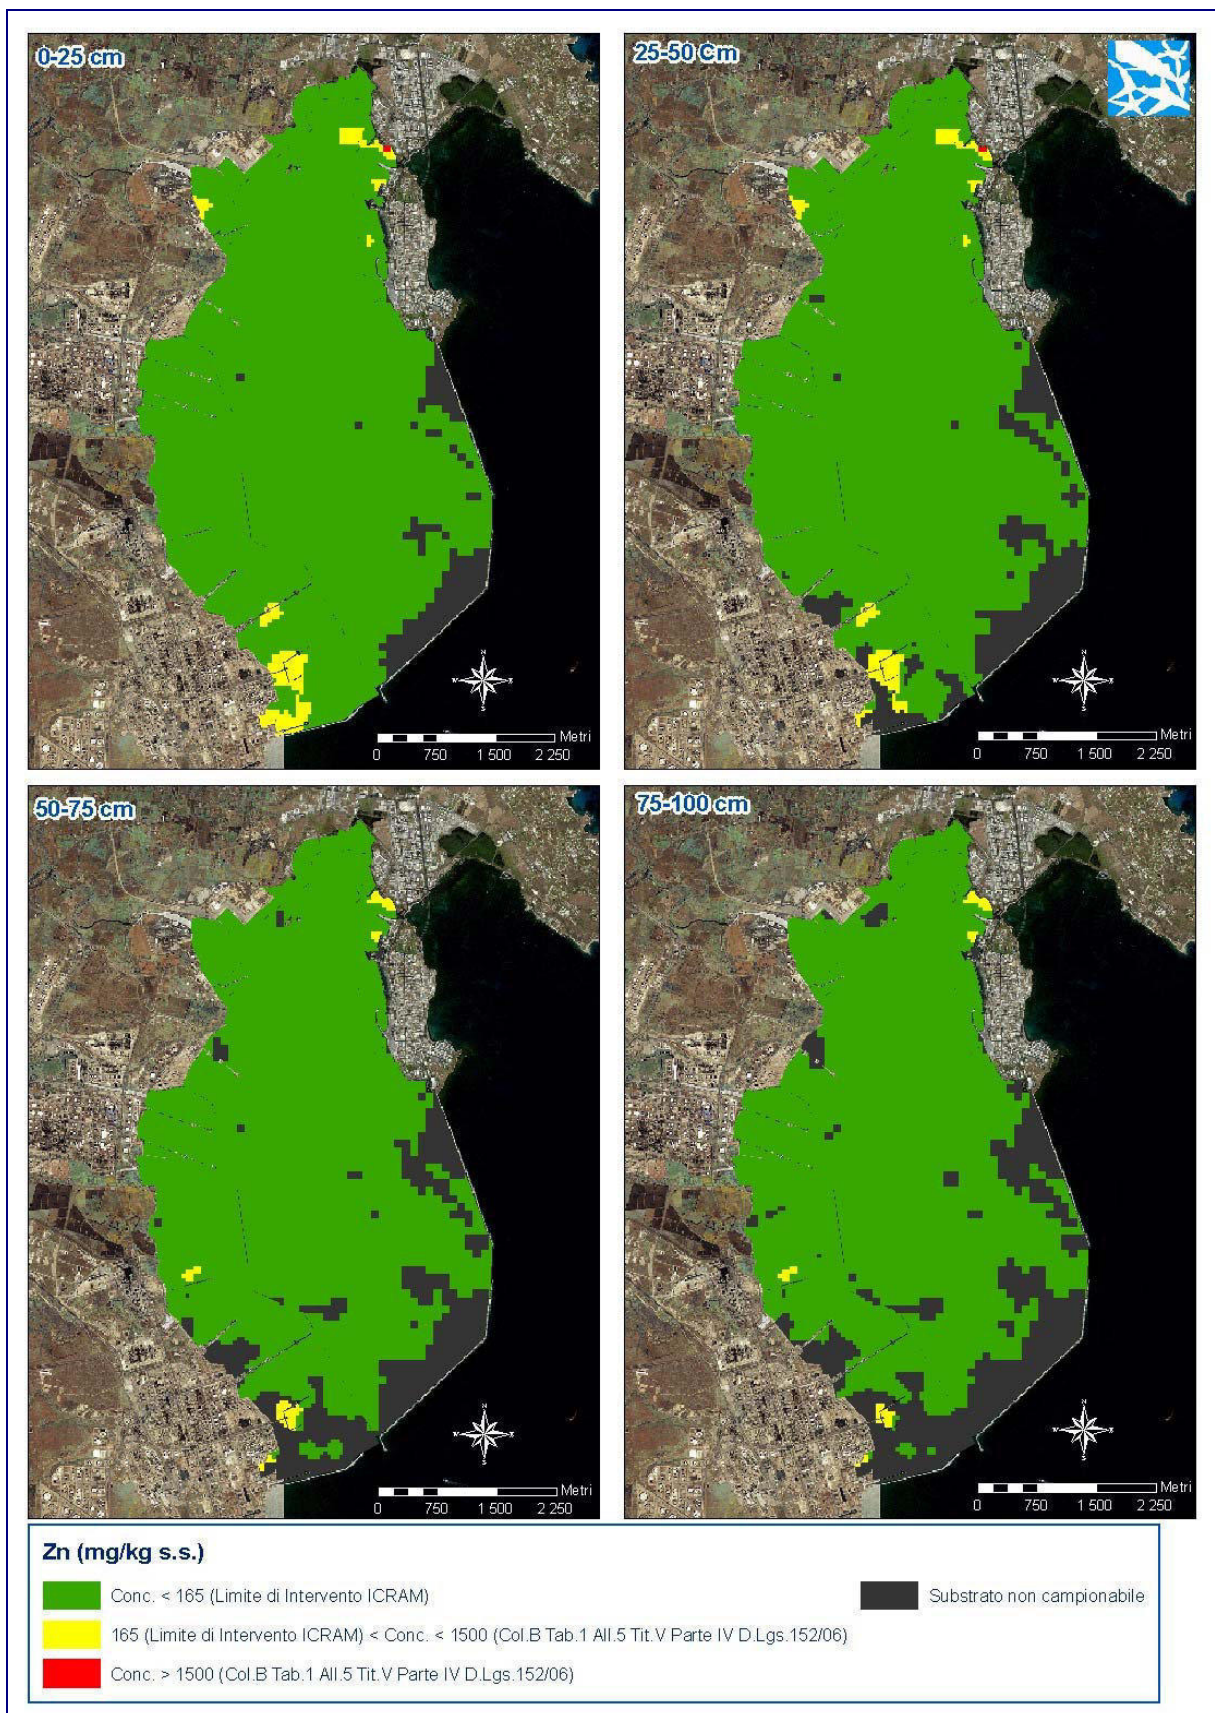 0-25 cm
25-50 Cm
N
W E
S
Metri
0 750 1 500 2 250
N
W E
S
Metri
0 750 1 500 2 250
50-75 cm
75-100 cm
N
W E
S
Metri
0 750 1 500 2 250
N
W E
S
Metri
0 750 1 500 2 250
Zn (mg/kg s.s.)
Conc. < 165 (Limite di Intervento ICRAM)
Substrato non campionabile
165 (Limite di Intervento ICRAM) < Conc. < 1500 (Col.B Tab.1 All.5 Tit.V Parte IV D.Lgs.152/06)
Conc. > 1500 (Col.B Tab.1 All.5 Tit.V Parte IV D.Lgs.152/06)